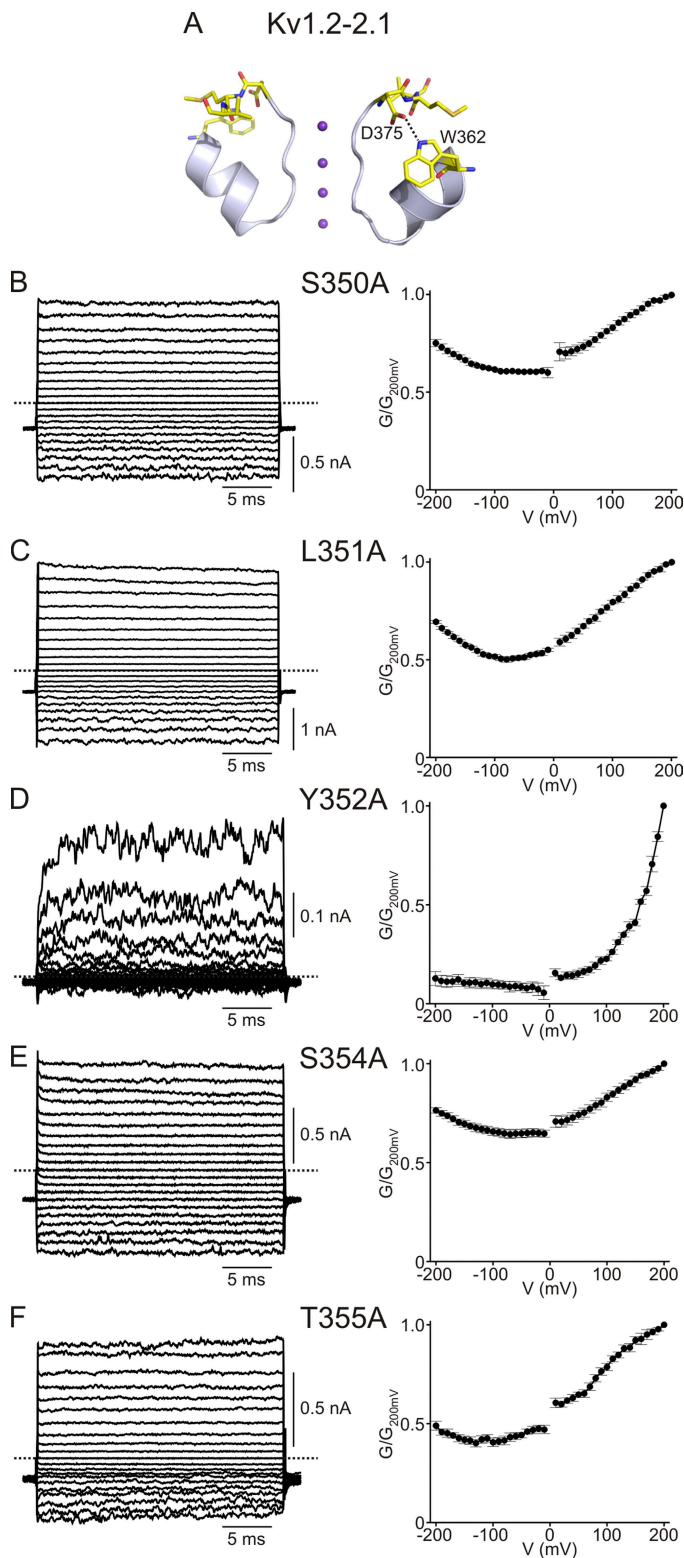 A Kv1.2-2.1
D375 W362
B S350A
0.5 nA
5 ms
G/G200mV
1.0
0.5
0
-200 -100 0 100 200
V (mV)
C L351A
1 nA
5 ms
G/G200mV
1.0
0.5
0
-200 -100 0 100 200
V (mV)
D Y352A
0.1 nA
5 ms
G/G200mV
1.0
0.5
0
-200 -100 0 100 200
V (mV)
E S354A
0.5 nA
5 ms
G/G200mV
1.0
0.5
0
-200 -100 0 100 200
V (mV)
F T355A
0.5 nA
5 ms
G/G200mV
1.0
0.5
0
-200 -100 0 100 200
V (mV)